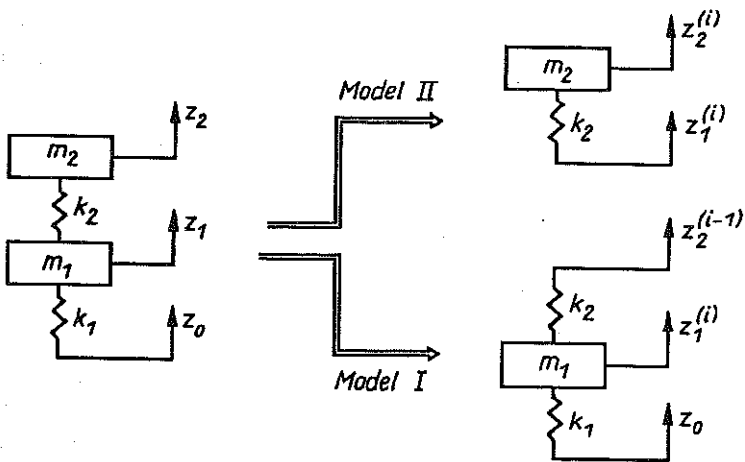 z₂
m₂
k₂
z₁
m₁
k₁
z₀
Model II
Model I
z₂⁽ⁱ⁾
m₂
k₂
z₁⁽ⁱ⁾
z₂⁽ⁱ⁻¹⁾
k₂
z₁⁽ⁱ⁾
m₁
k₁
z₀